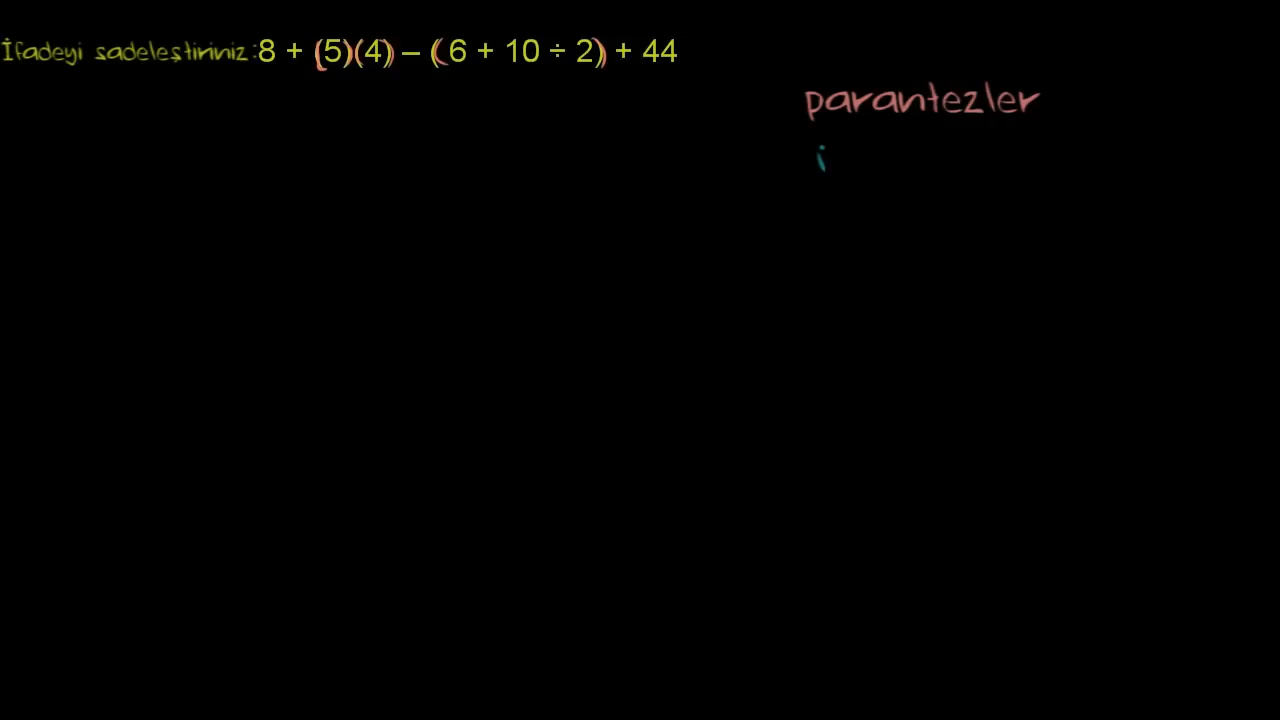 İfadeyi sadeleştiriniz: 8 + (5)(4) – (6 + 10 ÷ 2) + 44
parantezler
i